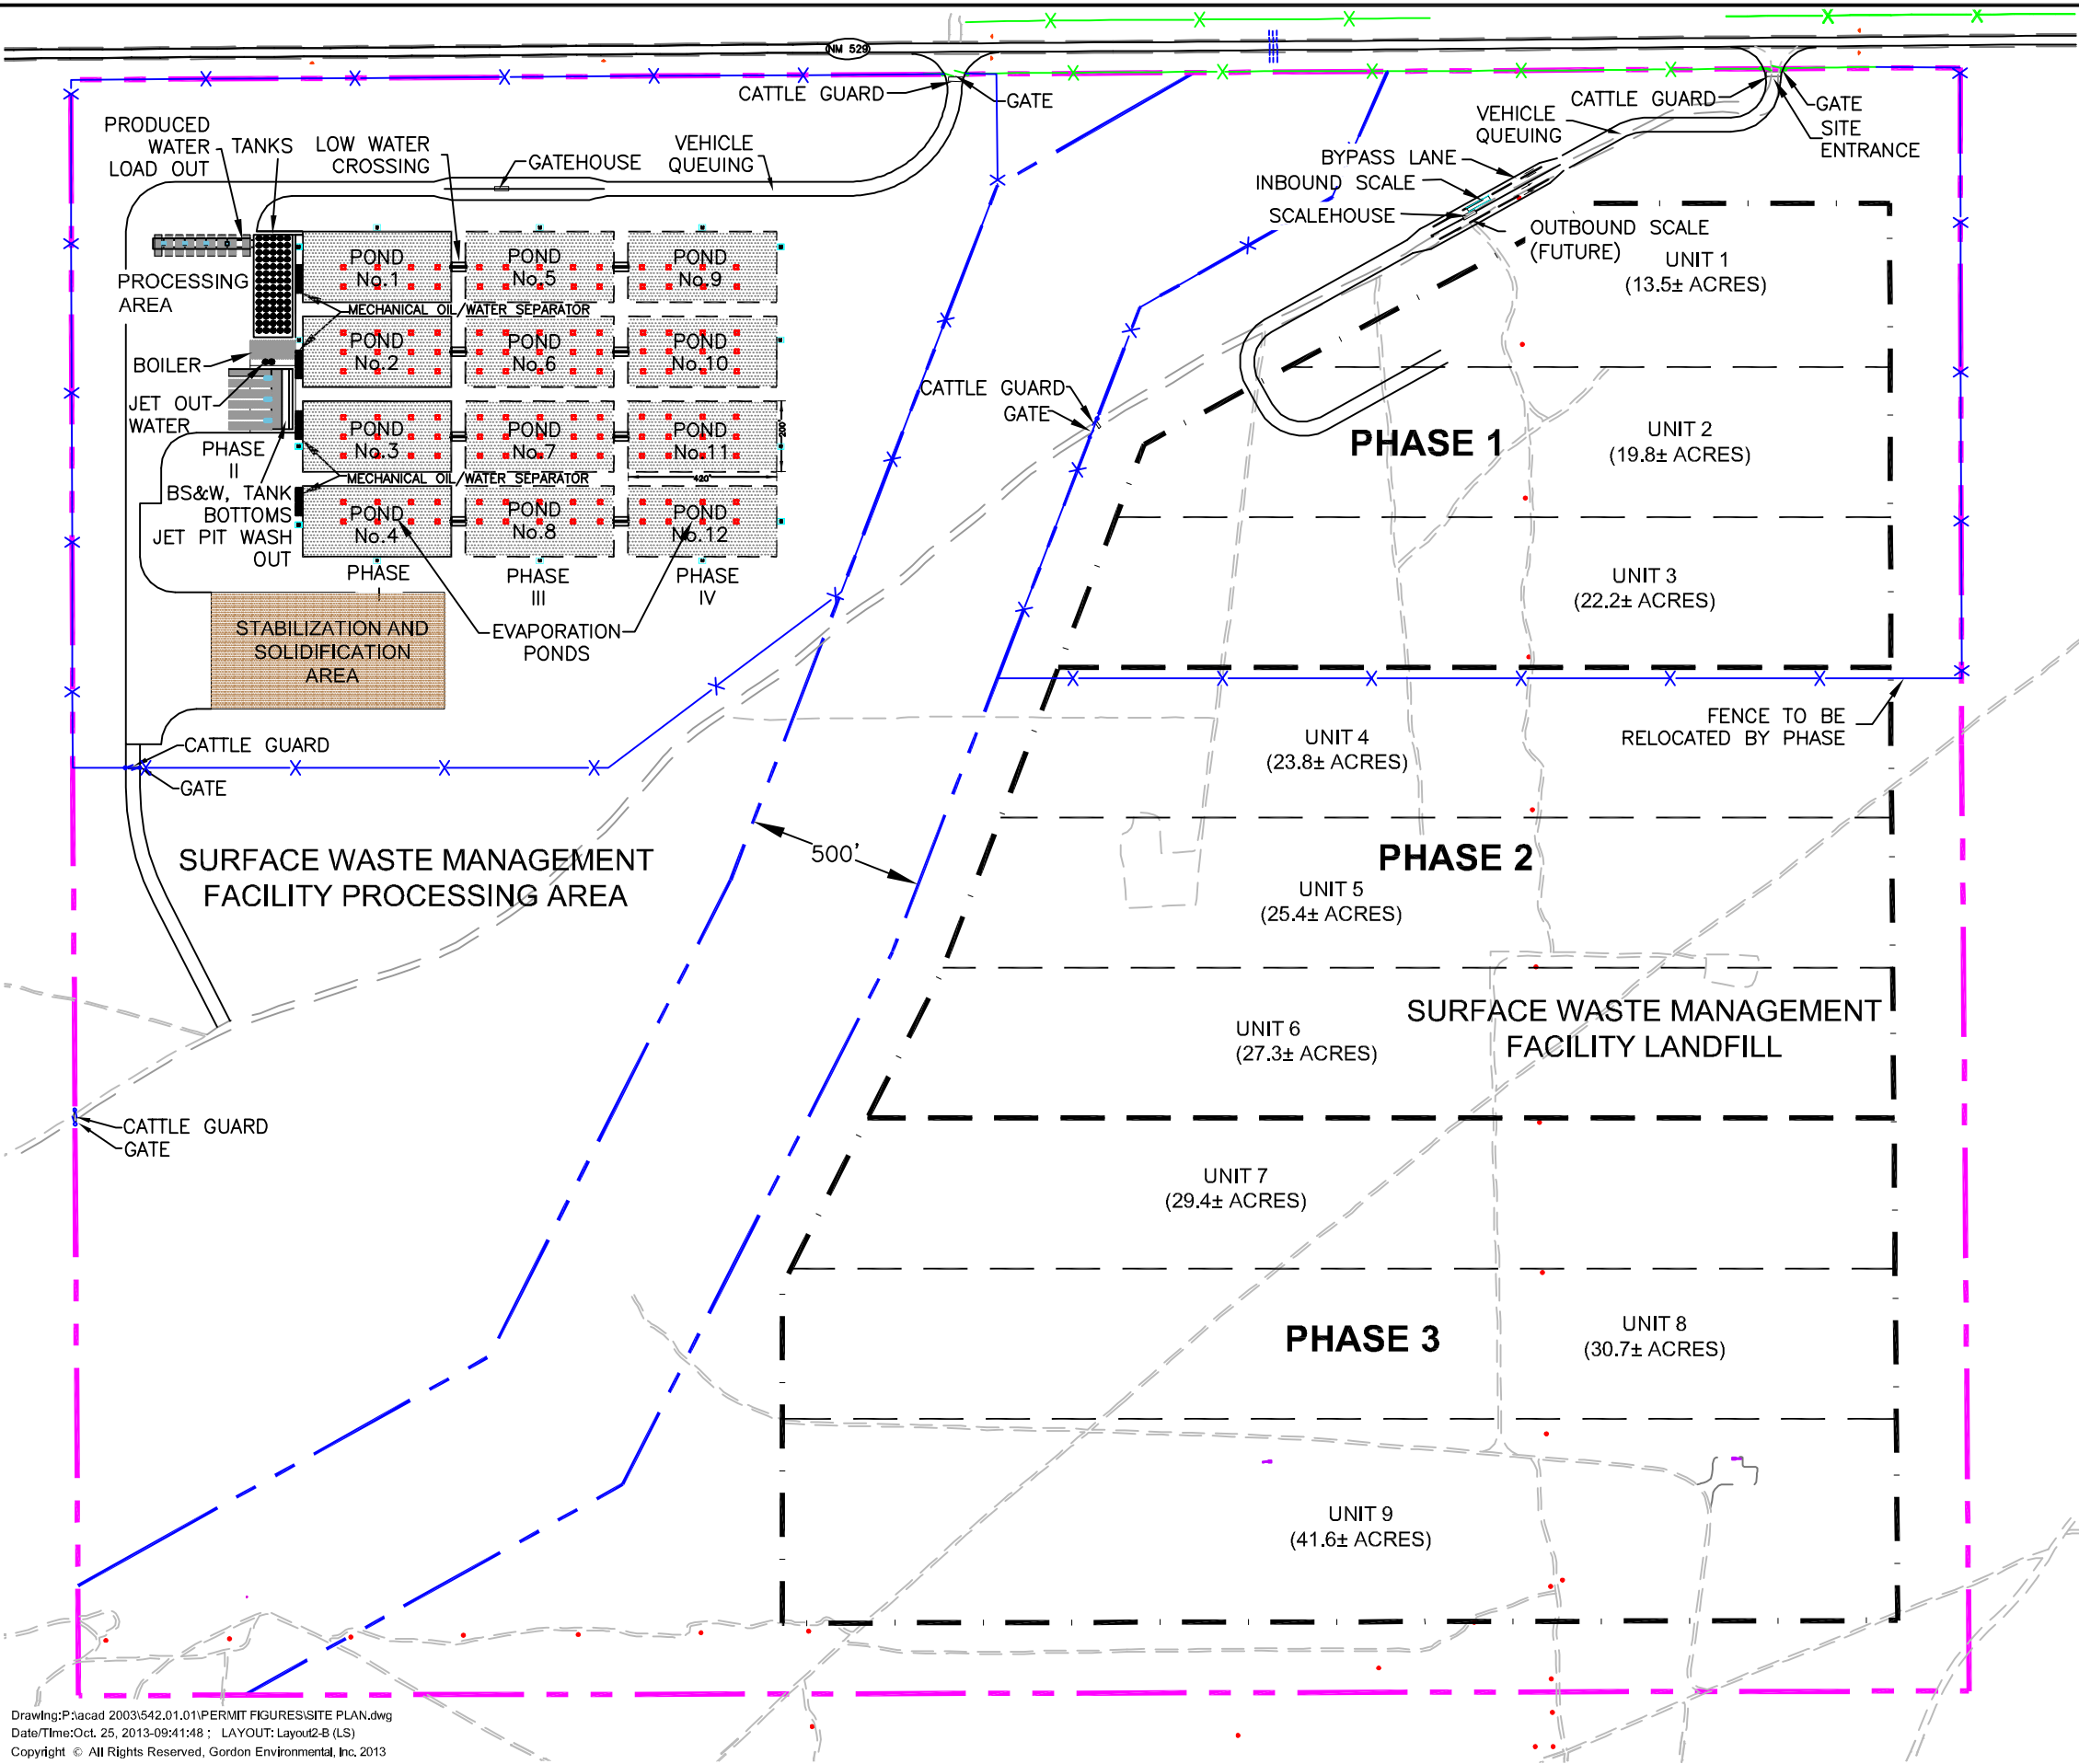 NM 529
CATTLE GUARD
GATE
CATTLE GUARD
GATE
SITE
ENTRANCE
VEHICLE
QUEUING
BYPASS LANE
INBOUND SCALE
SCALEHOUSE
OUTBOUND SCALE
(FUTURE)
PRODUCED
WATER
LOAD OUT
TANKS
LOW WATER
CROSSING
GATEHOUSE
VEHICLE
QUEUING
PROCESSING
AREA
POND
No.1
POND
No.5
POND
No.9
MECHANICAL OIL/WATER SEPARATOR
POND
No.2
POND
No.6
POND
No.10
BOILER
JET OUT
WATER
POND
No.3
POND
No.7
POND
No.11
200'
420'
PHASE
II
MECHANICAL OIL/WATER SEPARATOR
BS&W, TANK
BOTTOMS
JET PIT WASH
OUT
POND
No.4
POND
No.8
POND
No.12
PHASE
I
PHASE
III
PHASE
IV
EVAPORATION
PONDS
STABILIZATION AND
SOLIDIFICATION
AREA
CATTLE GUARD
GATE
CATTLE GUARD
GATE
UNIT 1
(13.5± ACRES)
PHASE 1
UNIT 2
(19.8± ACRES)
UNIT 3
(22.2± ACRES)
FENCE TO BE
RELOCATED BY PHASE
UNIT 4
(23.8± ACRES)
SURFACE WASTE MANAGEMENT
FACILITY PROCESSING AREA
500'
PHASE 2
UNIT 5
(25.4± ACRES)
UNIT 6
(27.3± ACRES)
SURFACE WASTE MANAGEMENT
FACILITY LANDFILL
CATTLE GUARD
GATE
UNIT 7
(29.4± ACRES)
PHASE 3
UNIT 8
(30.7± ACRES)
UNIT 9
(41.6± ACRES)
Drawing:P:\acad 2003\542.01.01\PERMIT FIGURES\SITE PLAN.dwg
Date/Time:Oct. 25, 2013-09:41:48 ; LAYOUT: Layout2-B (LS)
Copyright © All Rights Reserved, Gordon Environmental, Inc. 2013